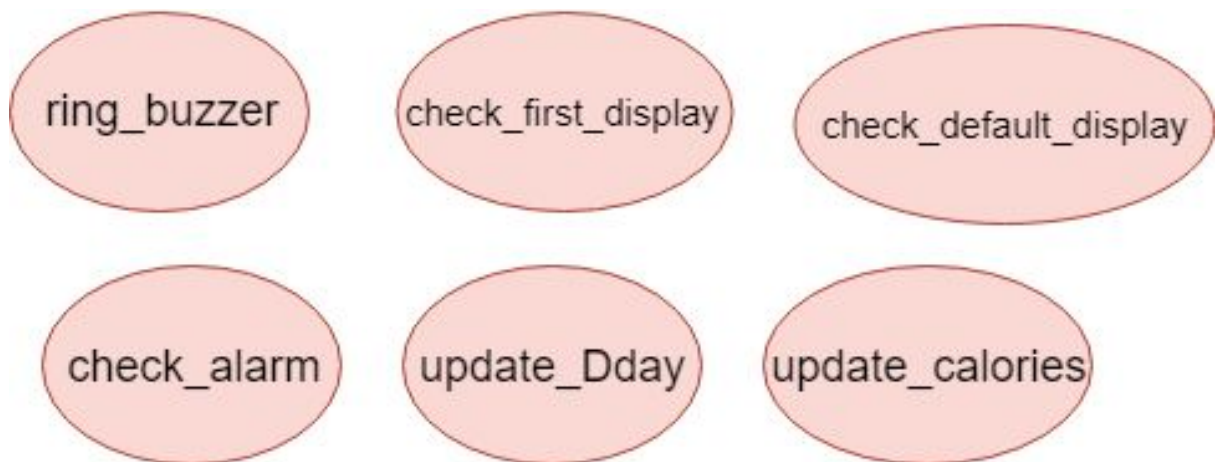 ring_buzzer
check_first_display
check_default_display
check_alarm
update_Dday
update_calories